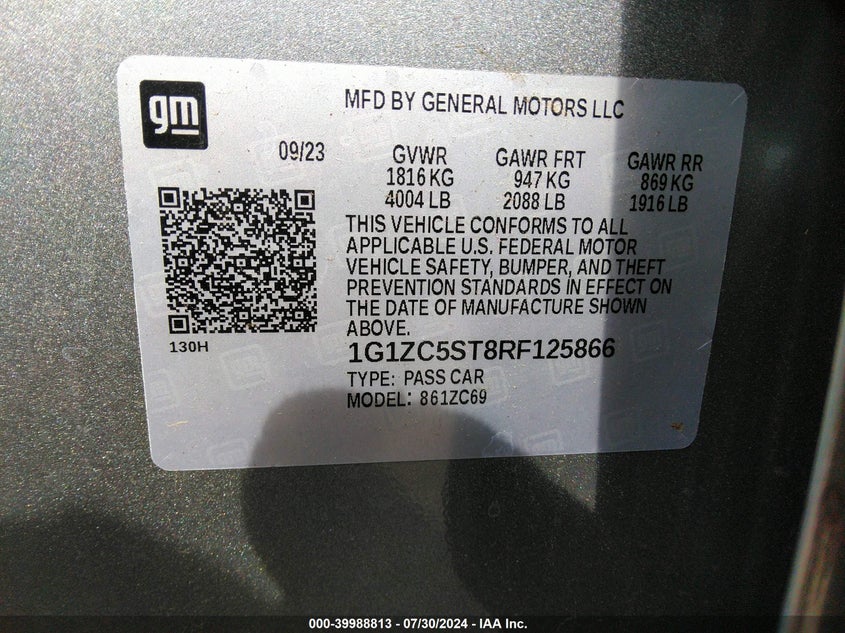 gm
MFD BY GENERAL MOTORS LLC
09/23 GVWR GAWR FRT GAWR RR
1816 KG 947 KG 869 KG
4004 LB 2088 LB 1916 LB
THIS VEHICLE CONFORMS TO ALL
APPLICABLE U.S. FEDERAL MOTOR
VEHICLE SAFETY, BUMPER, AND THEFT
PREVENTION STANDARDS IN EFFECT ON
THE DATE OF MANUFACTURE SHOWN
ABOVE.
130H
1G1ZC5ST8RF125866
TYPE: PASS CAR
MODEL: 861ZC69
000-39988813 - 07/30/2024 - IAA Inc.